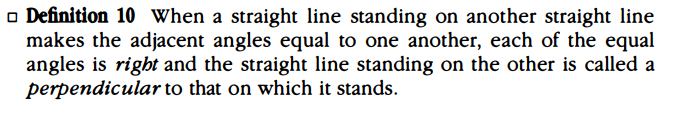 □ Definition 10 When a straight line standing on another straight line
makes the adjacent angles equal to one another, each of the equal
angles is right and the straight line standing on the other is called a
perpendicular to that on which it stands.